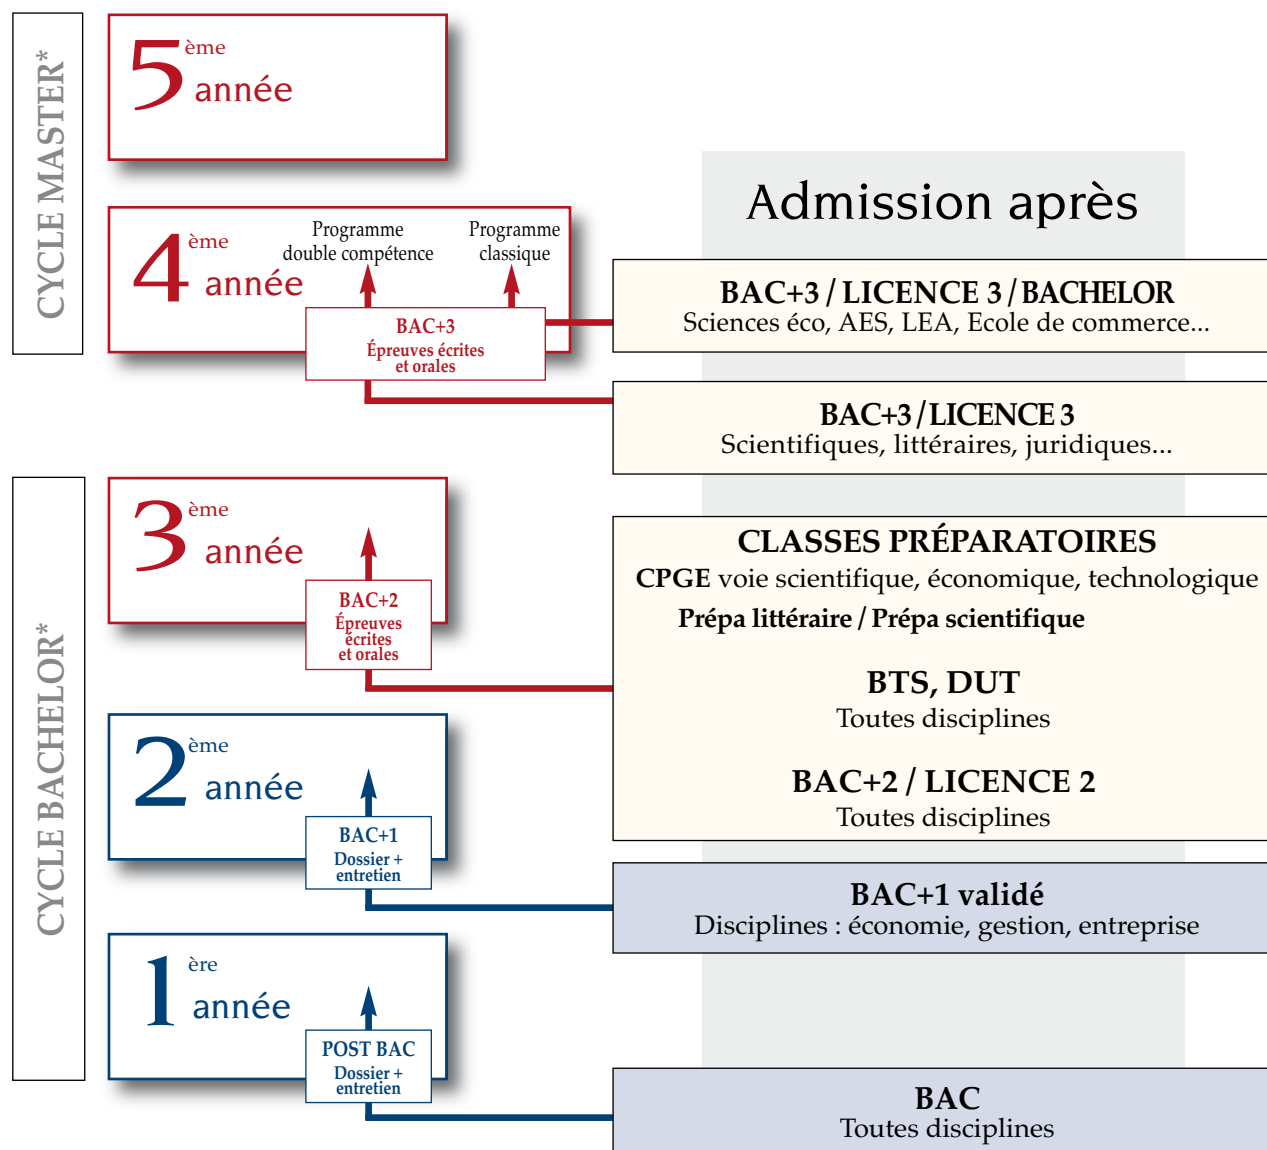 CYCLE MASTER*
5ème année
4ème année
Programme
double compétence
Programme
classique
BAC+3
Épreuves écrites
et orales
Admission après
BAC+3 / LICENCE 3 / BACHELOR
Sciences éco, AES, LEA, Ecole de commerce...
BAC+3 / LICENCE 3
Scientifiques, littéraires, juridiques...
CYCLE BACHELOR*
3ème année
BAC+2
Épreuves
écrites
et orales
CLASSES PRÉPARATOIRES
CPGE voie scientifique, économique, technologique
Prépa littéraire / Prépa scientifique
BTS, DUT
Toutes disciplines
BAC+2 / LICENCE 2
Toutes disciplines
2ème année
BAC+1
Dossier +
entretien
BAC+1 validé
Disciplines : économie, gestion, entreprise
1ère année
POST BAC
Dossier +
entretien
BAC
Toutes disciplines